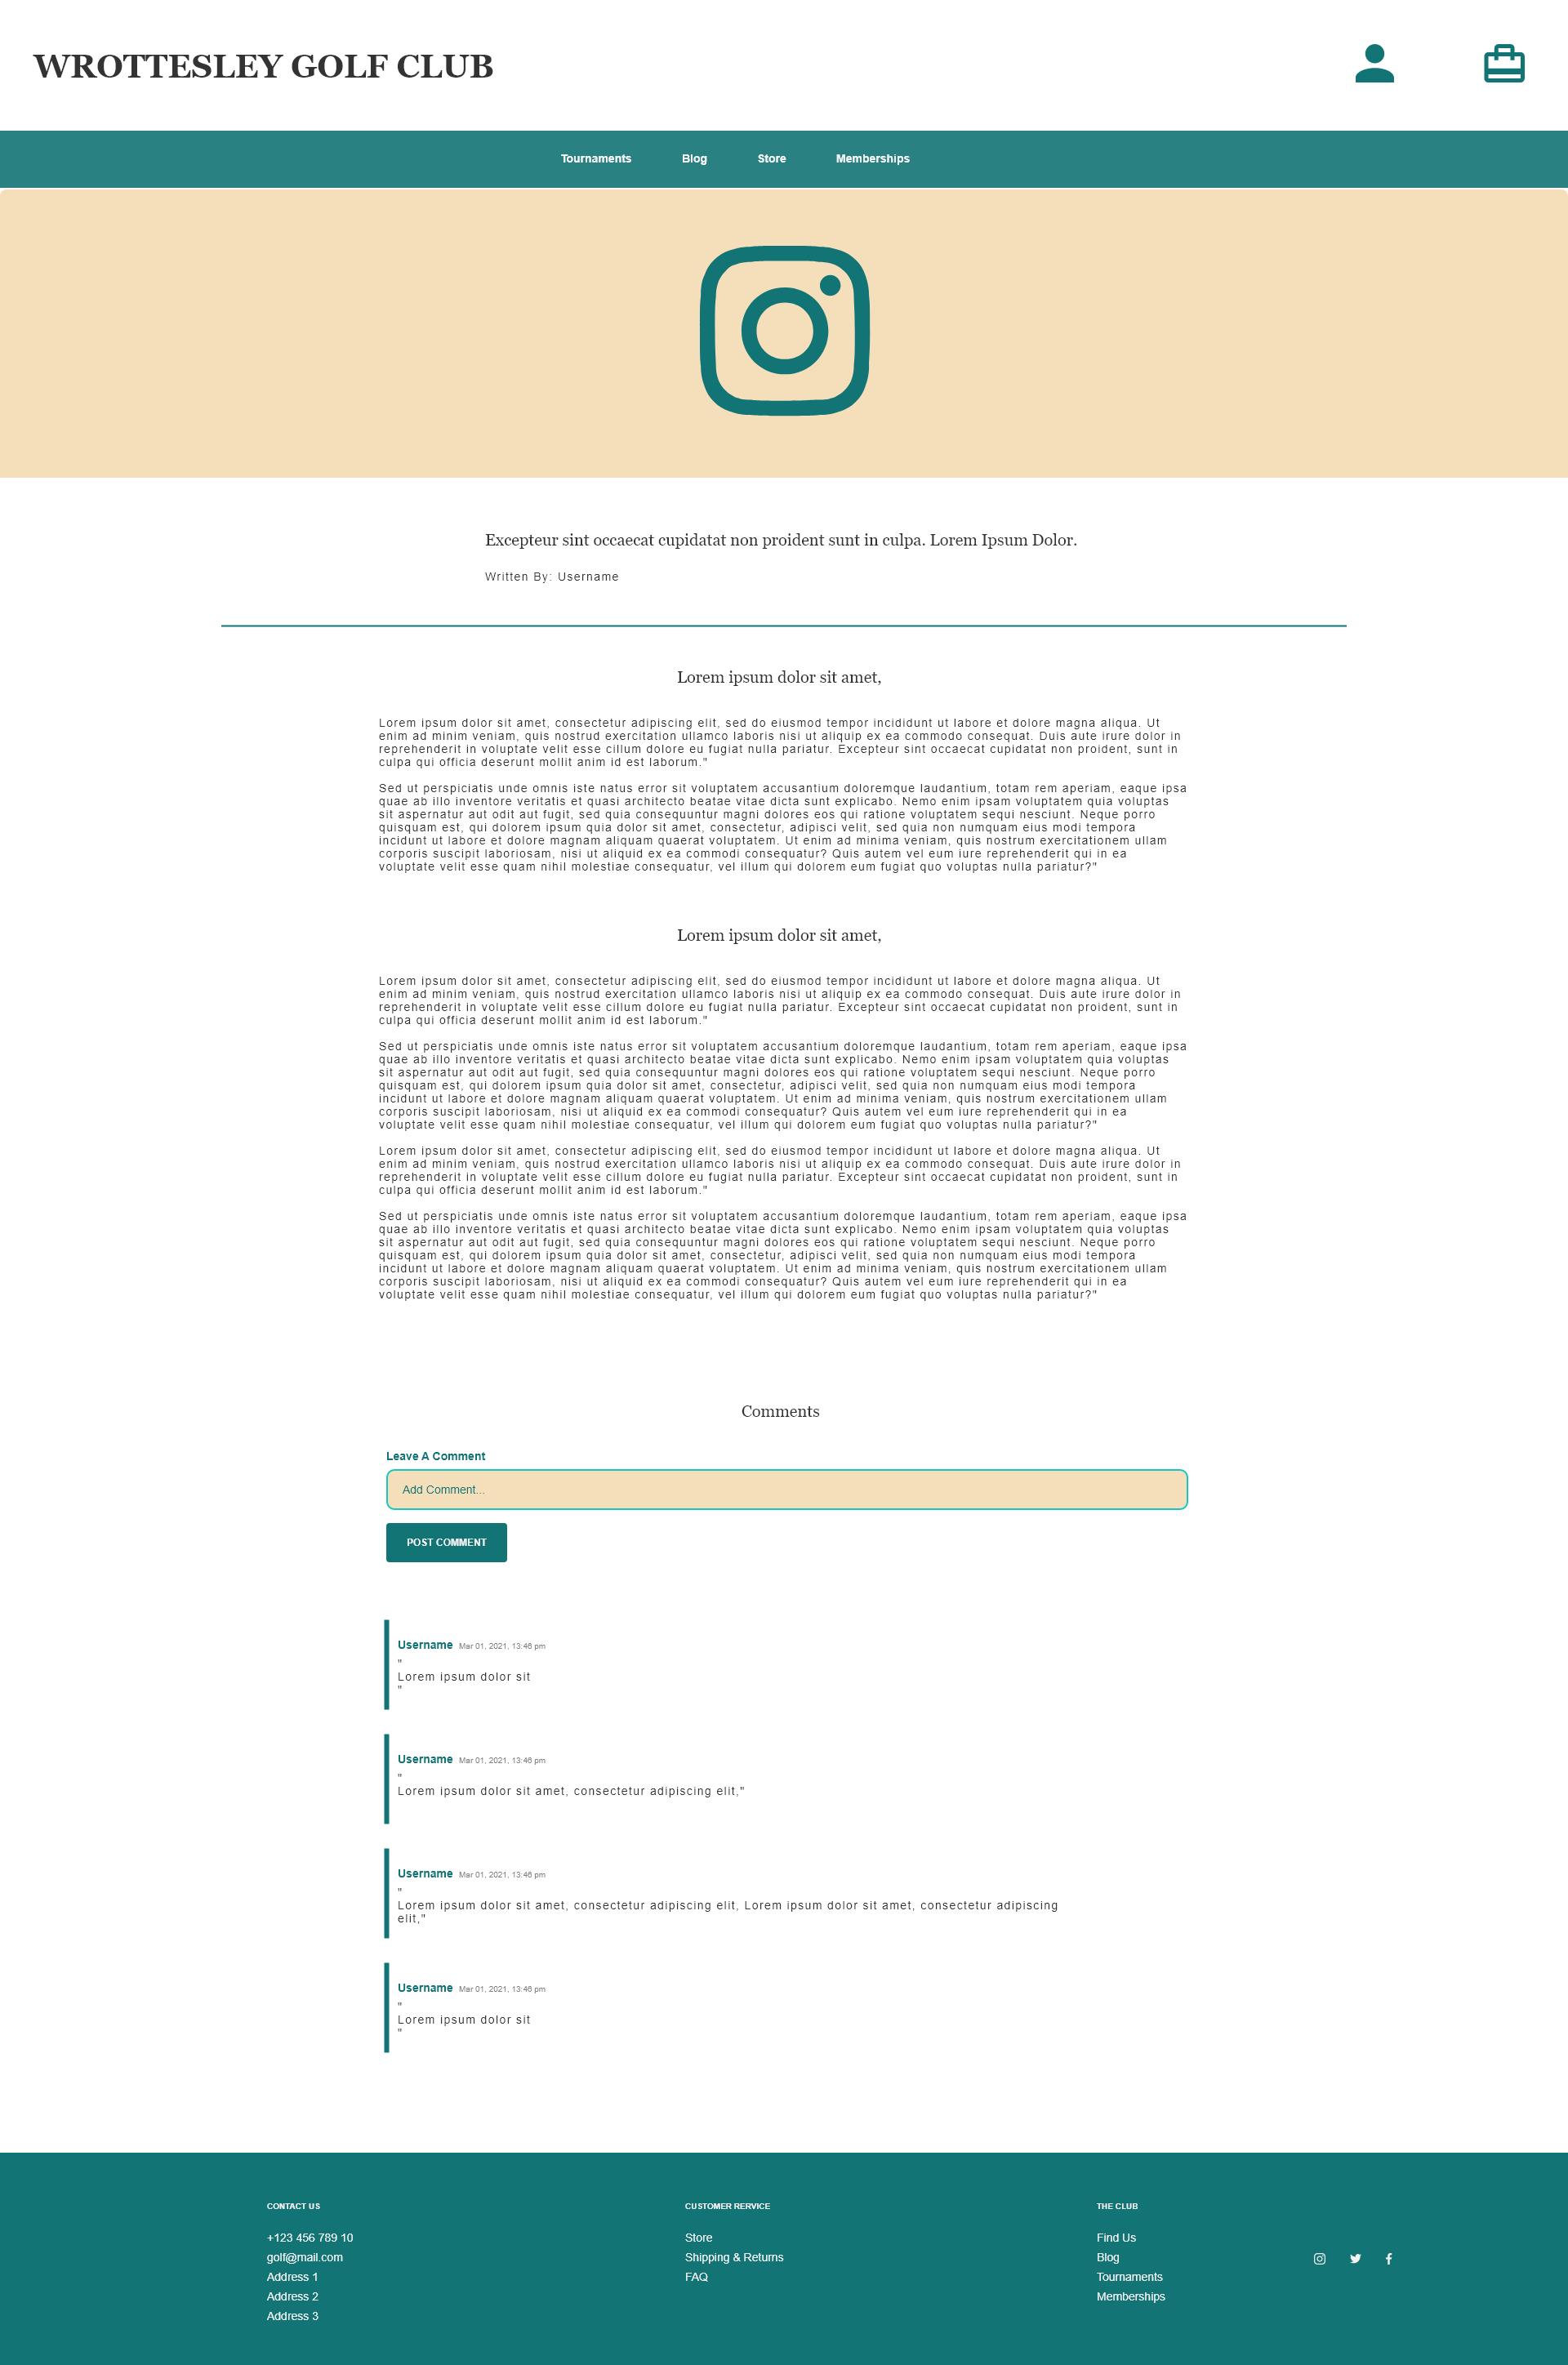 WROTTESLEY GOLF CLUB
Tournaments Blog Store Memberships
Excepteur sint occaecat cupidatat non proident sunt in culpa. Lorem Ipsum Dolor.
Written By: Username
Lorem ipsum dolor sit amet,
Lorem ipsum dolor sit amet, consectetur adipiscing elit, sed do eiusmod tempor incididunt ut labore et dolore magna aliqua. Ut
enim ad minim veniam, quis nostrud exercitation ullamco laboris nisi ut aliquip ex ea commodo consequat. Duis aute irure dolor in
reprehenderit in voluptate velit esse cillum dolore eu fugiat nulla pariatur. Excepteur sint occaecat cupidatat non proident, sunt in
culpa qui officia deserunt mollit anim id est laborum."
Sed ut perspiciatis unde omnis iste natus error sit voluptatem accusantium doloremque laudantium, totam rem aperiam, eaque ipsa
quae ab illo inventore veritatis et quasi architecto beatae vitae dicta sunt explicabo. Nemo enim ipsam voluptatem quia voluptas
sit aspernatur aut odit aut fugit, sed quia consequuntur magni dolores eos qui ratione voluptatem sequi nesciunt. Neque porro
quisquam est, qui dolorem ipsum quia dolor sit amet, consectetur, adipisci velit, sed quia non numquam eius modi tempora
incidunt ut labore et dolore magnam aliquam quaerat voluptatem. Ut enim ad minima veniam, quis nostrum exercitationem ullam
corporis suscipit laboriosam, nisi ut aliquid ex ea commodi consequatur? Quis autem vel eum iure reprehenderit qui in ea
voluptate velit esse quam nihil molestiae consequatur, vel illum qui dolorem eum fugiat quo voluptas nulla pariatur?"
Lorem ipsum dolor sit amet,
Lorem ipsum dolor sit amet, consectetur adipiscing elit, sed do eiusmod tempor incididunt ut labore et dolore magna aliqua. Ut
enim ad minim veniam, quis nostrud exercitation ullamco laboris nisi ut aliquip ex ea commodo consequat. Duis aute irure dolor in
reprehenderit in voluptate velit esse cillum dolore eu fugiat nulla pariatur. Excepteur sint occaecat cupidatat non proident, sunt in
culpa qui officia deserunt mollit anim id est laborum."
Sed ut perspiciatis unde omnis iste natus error sit voluptatem accusantium doloremque laudantium, totam rem aperiam, eaque ipsa
quae ab illo inventore veritatis et quasi architecto beatae vitae dicta sunt explicabo. Nemo enim ipsam voluptatem quia voluptas
sit aspernatur aut odit aut fugit, sed quia consequuntur magni dolores eos qui ratione voluptatem sequi nesciunt. Neque porro
quisquam est, qui dolorem ipsum quia dolor sit amet, consectetur, adipisci velit, sed quia non numquam eius modi tempora
incidunt ut labore et dolore magnam aliquam quaerat voluptatem. Ut enim ad minima veniam, quis nostrum exercitationem ullam
corporis suscipit laboriosam, nisi ut aliquid ex ea commodi consequatur? Quis autem vel eum iure reprehenderit qui in ea
voluptate velit esse quam nihil molestiae consequatur, vel illum qui dolorem eum fugiat quo voluptas nulla pariatur?"
Lorem ipsum dolor sit amet, consectetur adipiscing elit, sed do eiusmod tempor incididunt ut labore et dolore magna aliqua. Ut
enim ad minim veniam, quis nostrud exercitation ullamco laboris nisi ut aliquip ex ea commodo consequat. Duis aute irure dolor in
reprehenderit in voluptate velit esse cillum dolore eu fugiat nulla pariatur. Excepteur sint occaecat cupidatat non proident, sunt in
culpa qui officia deserunt mollit anim id est laborum."
Sed ut perspiciatis unde omnis iste natus error sit voluptatem accusantium doloremque laudantium, totam rem aperiam, eaque ipsa
quae ab illo inventore veritatis et quasi architecto beatae vitae dicta sunt explicabo. Nemo enim ipsam voluptatem quia voluptas
sit aspernatur aut odit aut fugit, sed quia consequuntur magni dolores eos qui ratione voluptatem sequi nesciunt. Neque porro
quisquam est, qui dolorem ipsum quia dolor sit amet, consectetur, adipisci velit, sed quia non numquam eius modi tempora
incidunt ut labore et dolore magnam aliquam quaerat voluptatem. Ut enim ad minima veniam, quis nostrum exercitationem ullam
corporis suscipit laboriosam, nisi ut aliquid ex ea commodi consequatur? Quis autem vel eum iure reprehenderit qui in ea
voluptate velit esse quam nihil molestiae consequatur, vel illum qui dolorem eum fugiat quo voluptas nulla pariatur?"
Comments
Leave A Comment
Add Comment...
POST COMMENT
Username Mar 01, 2021, 13:46 pm
"
Lorem ipsum dolor sit
"
Username Mar 01, 2021, 13:46 pm
"
Lorem ipsum dolor sit amet, consectetur adipiscing elit,"
Username Mar 01, 2021, 13:46 pm
"
Lorem ipsum dolor sit amet, consectetur adipiscing elit, Lorem ipsum dolor sit amet, consectetur adipiscing
elit,"
Username Mar 01, 2021, 13:46 pm
"
Lorem ipsum dolor sit
"
CONTACT US
+123 456 789 10
golf@mail.com
Address 1
Address 2
Address 3
CUSTOMER RERVICE
Store
Shipping & Returns
FAQ
THE CLUB
Find Us
Blog
Tournaments
Memberships